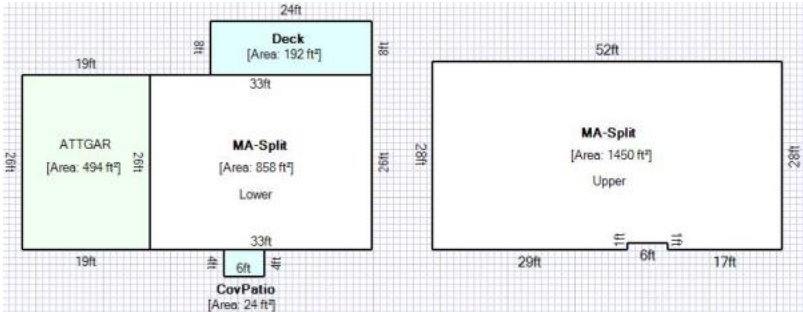 24ft
8ft
Deck
[Area: 192 ft²]
8ft
19ft
33ft
26ft
ATTGAR
[Area: 494 ft²]
26ft
MA-Split
[Area: 858 ft²]
Lower
26ft
19ft
33ft
4ft
6ft
4ft
CovPatio
[Area: 24 ft²]
52ft
28ft
MA-Split
[Area: 1450 ft²]
Upper
28ft
29ft
1ft
6ft
1ft
17ft